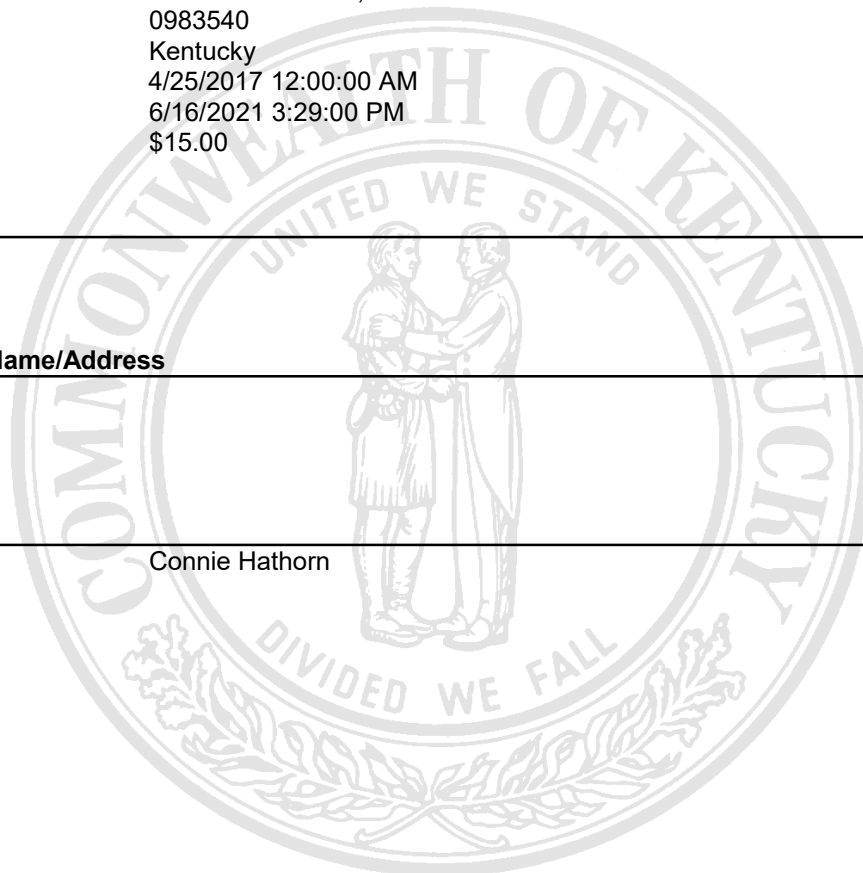 0983540
Kentucky
4/25/2017 12:00:00 AM
6/16/2021 3:29:00 PM
$15.00
COMMONWEALTH OF KENTUCKY
UNITED WE STAND
Name/Address
Connie Hathorn
DIVIDED WE FALL